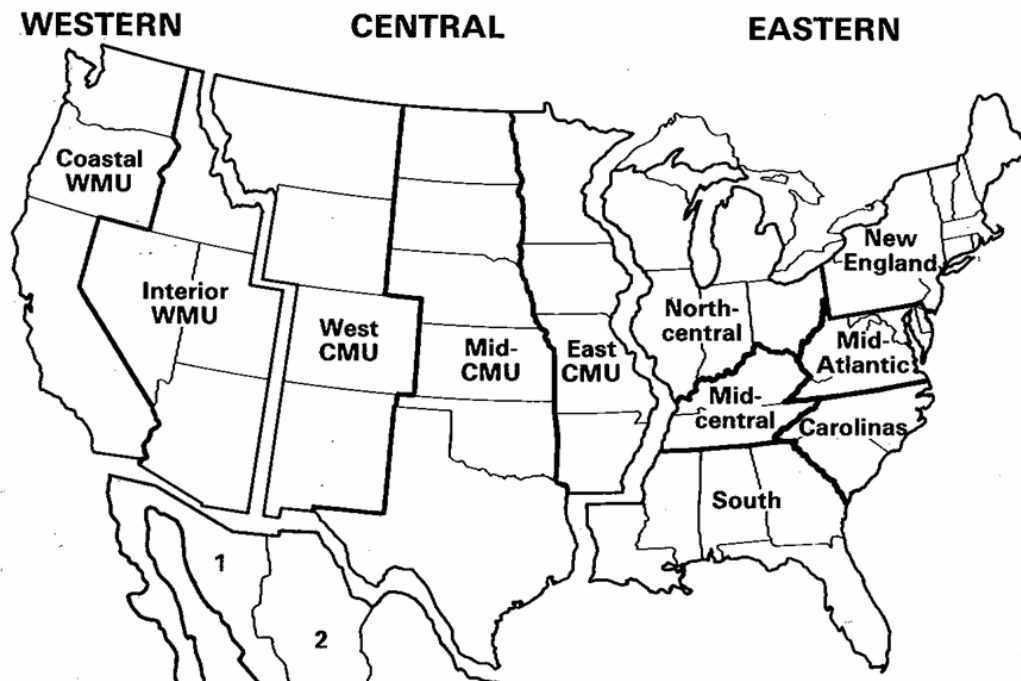 WESTERN
CENTRAL
EASTERN
Coastal
WMU
Interior
WMU
West
CMU
Mid-
CMU
East
CMU
North-
central
New
England
Mid-
Atlantic
Mid-
central
Carolinas
South
1
2